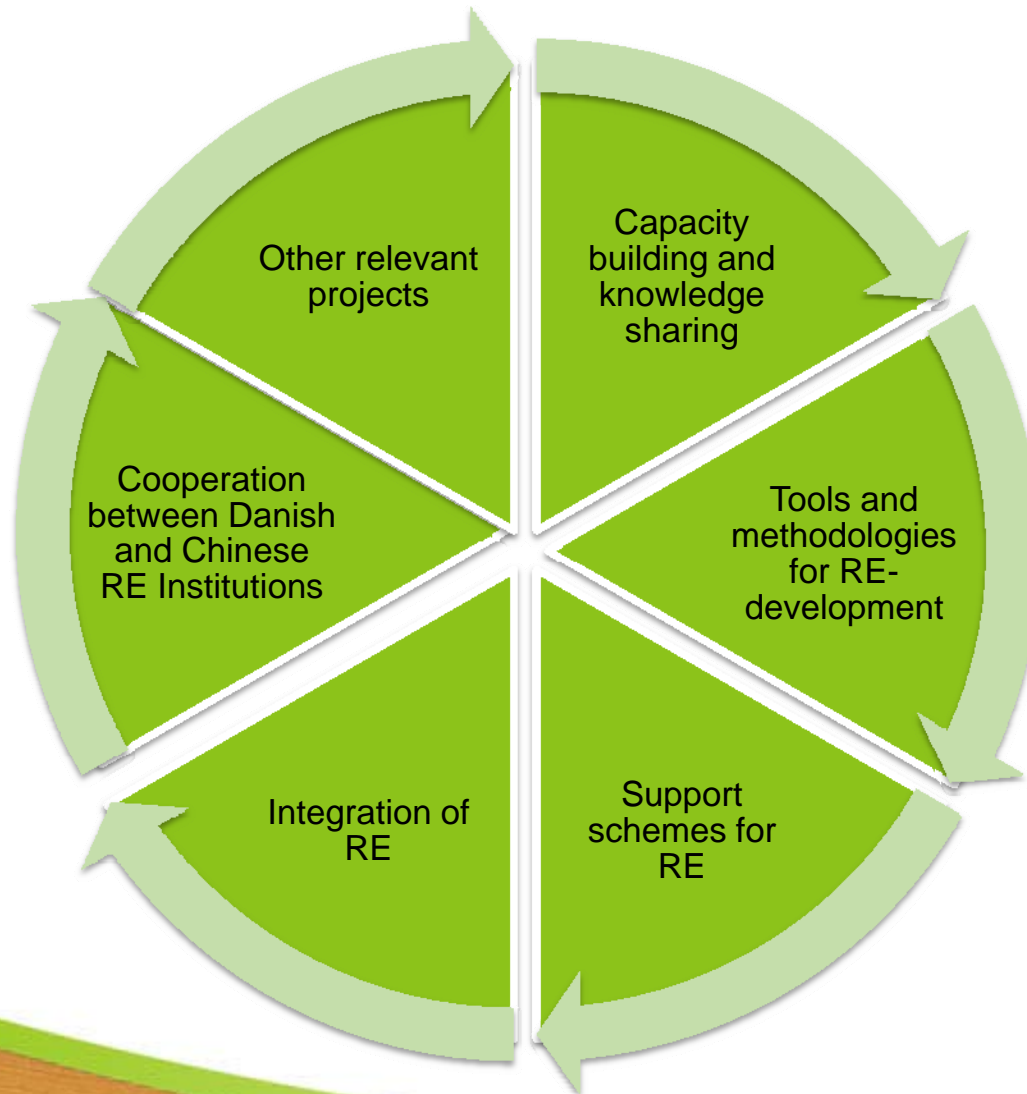 Capacity
building and
knowledge
sharing
Tools and
methodologies
for RE-
development
Support
schemes for
RE
Integration of
RE
Cooperation
between Danish
and Chinese
RE Institutions
Other relevant
projects